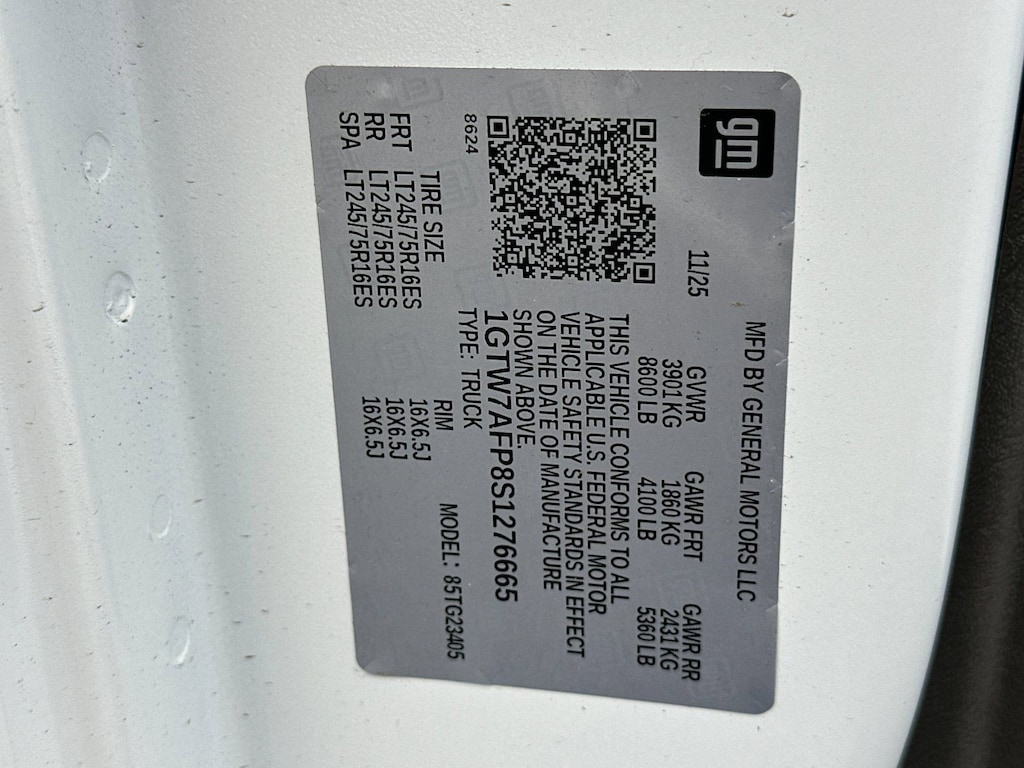 gm
MFD BY GENERAL MOTORS LLC
11/25 GVWR GAWR FRT GAWR RR
3901 KG 1860 KG 2431 KG
8600 LB 4100 LB 5360 LB
THIS VEHICLE CONFORMS TO ALL
APPLICABLE U.S. FEDERAL MOTOR
VEHICLE SAFETY STANDARDS IN EFFECT
ON THE DATE OF MANUFACTURE
SHOWN ABOVE.
1GTW7AFP8S1276665
8624 TYPE: TRUCK MODEL: 85TG23405
TIRE SIZE RIM
FRT LT245/75R16ES 16X6.5J
RR LT245/75R16ES 16X6.5J
SPA LT245/75R16ES 16X6.5J